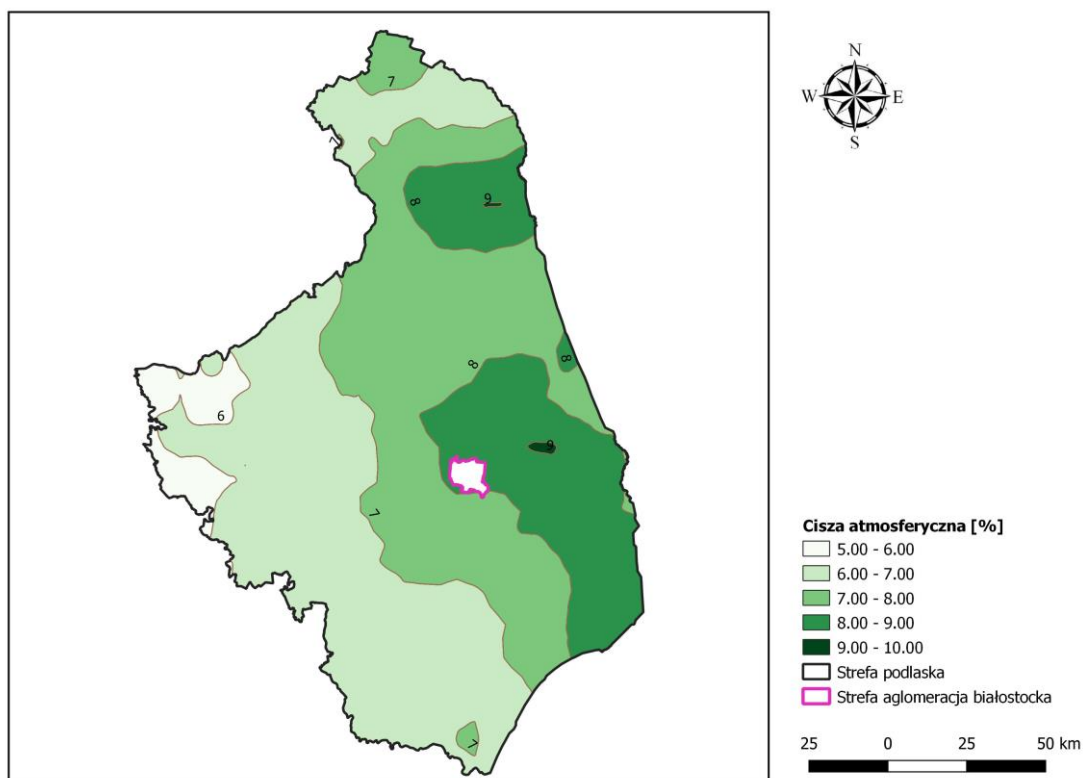 N
W E
S
7
7
8
9
8
8
6
9
7
7
Cisza atmosferyczna [%]
5.00 - 6.00
6.00 - 7.00
7.00 - 8.00
8.00 - 9.00
9.00 - 10.00
Strefa podlaska
Strefa aglomeracja białostocka
25 0 25 50 km